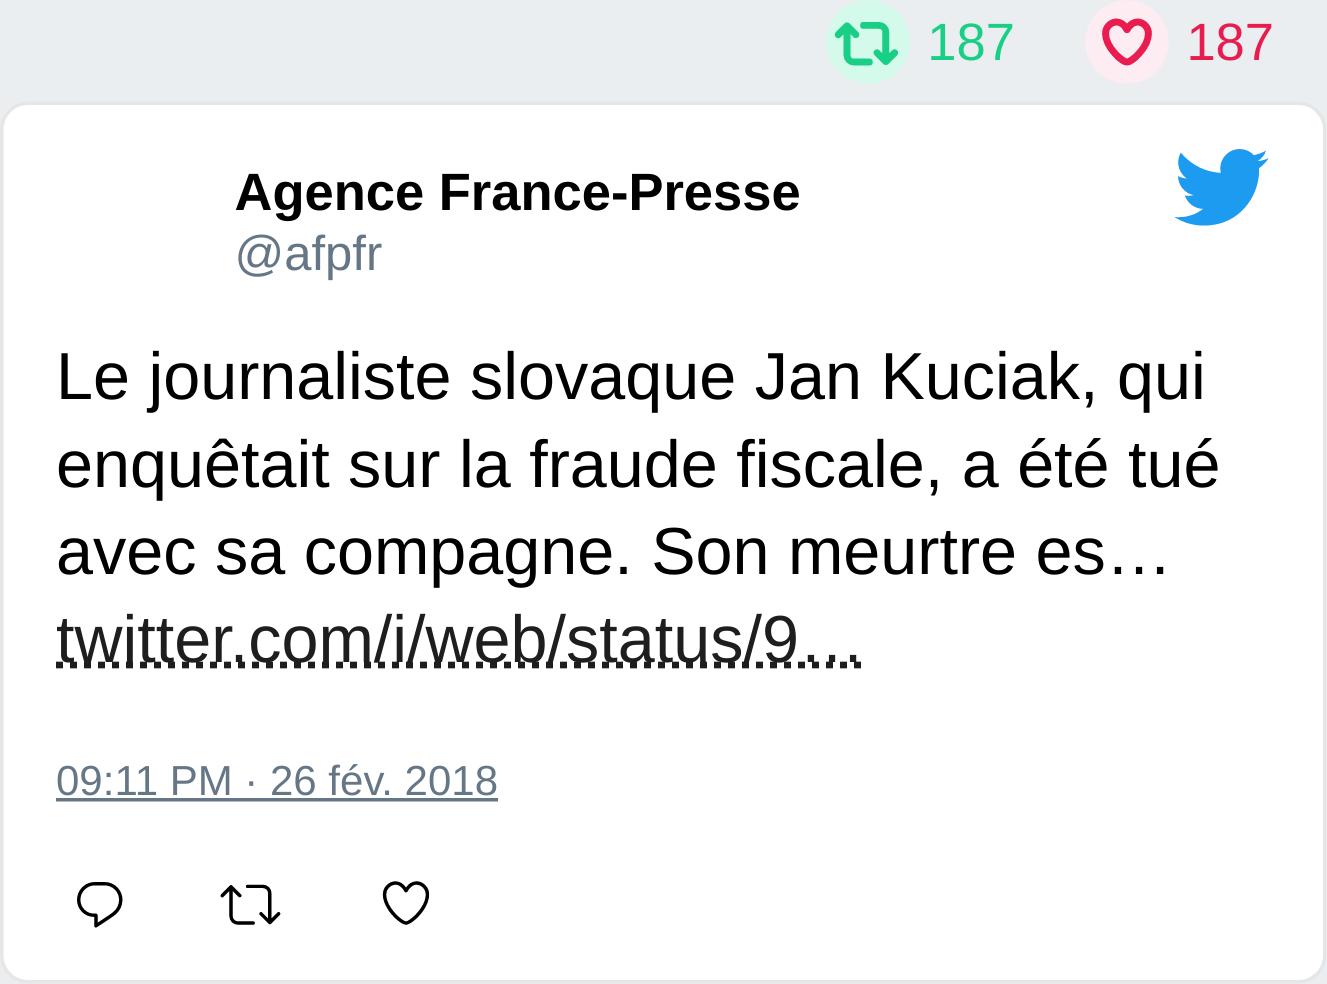 187 187
Agence France-Presse
@afpfr
Le journaliste slovaque Jan Kuciak, qui
enquêtait sur la fraude fiscale, a été tué
avec sa compagne. Son meurtre es…
twitter.com/i/web/status/9…
09:11 PM · 26 fév. 2018